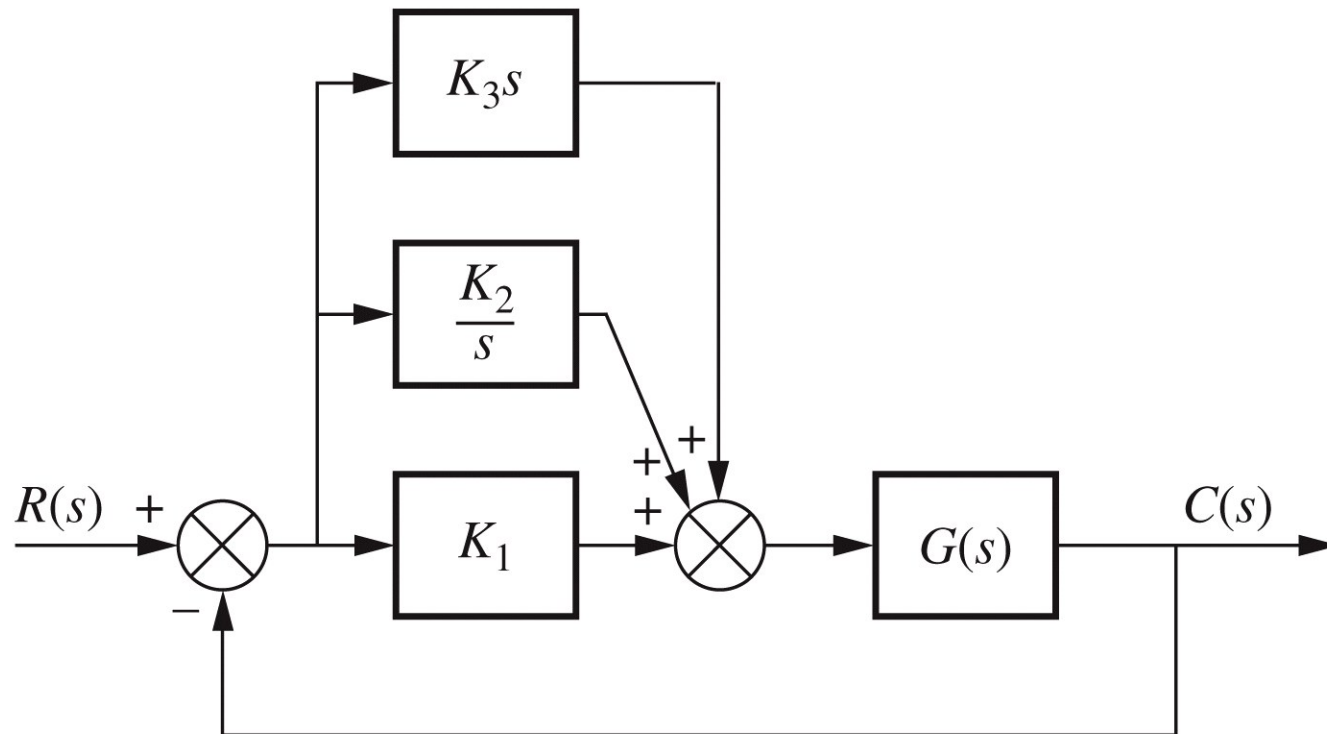 K₃s
K₂
s
+
+
R(s)
+
+
K₁
G(s)
C(s)
−